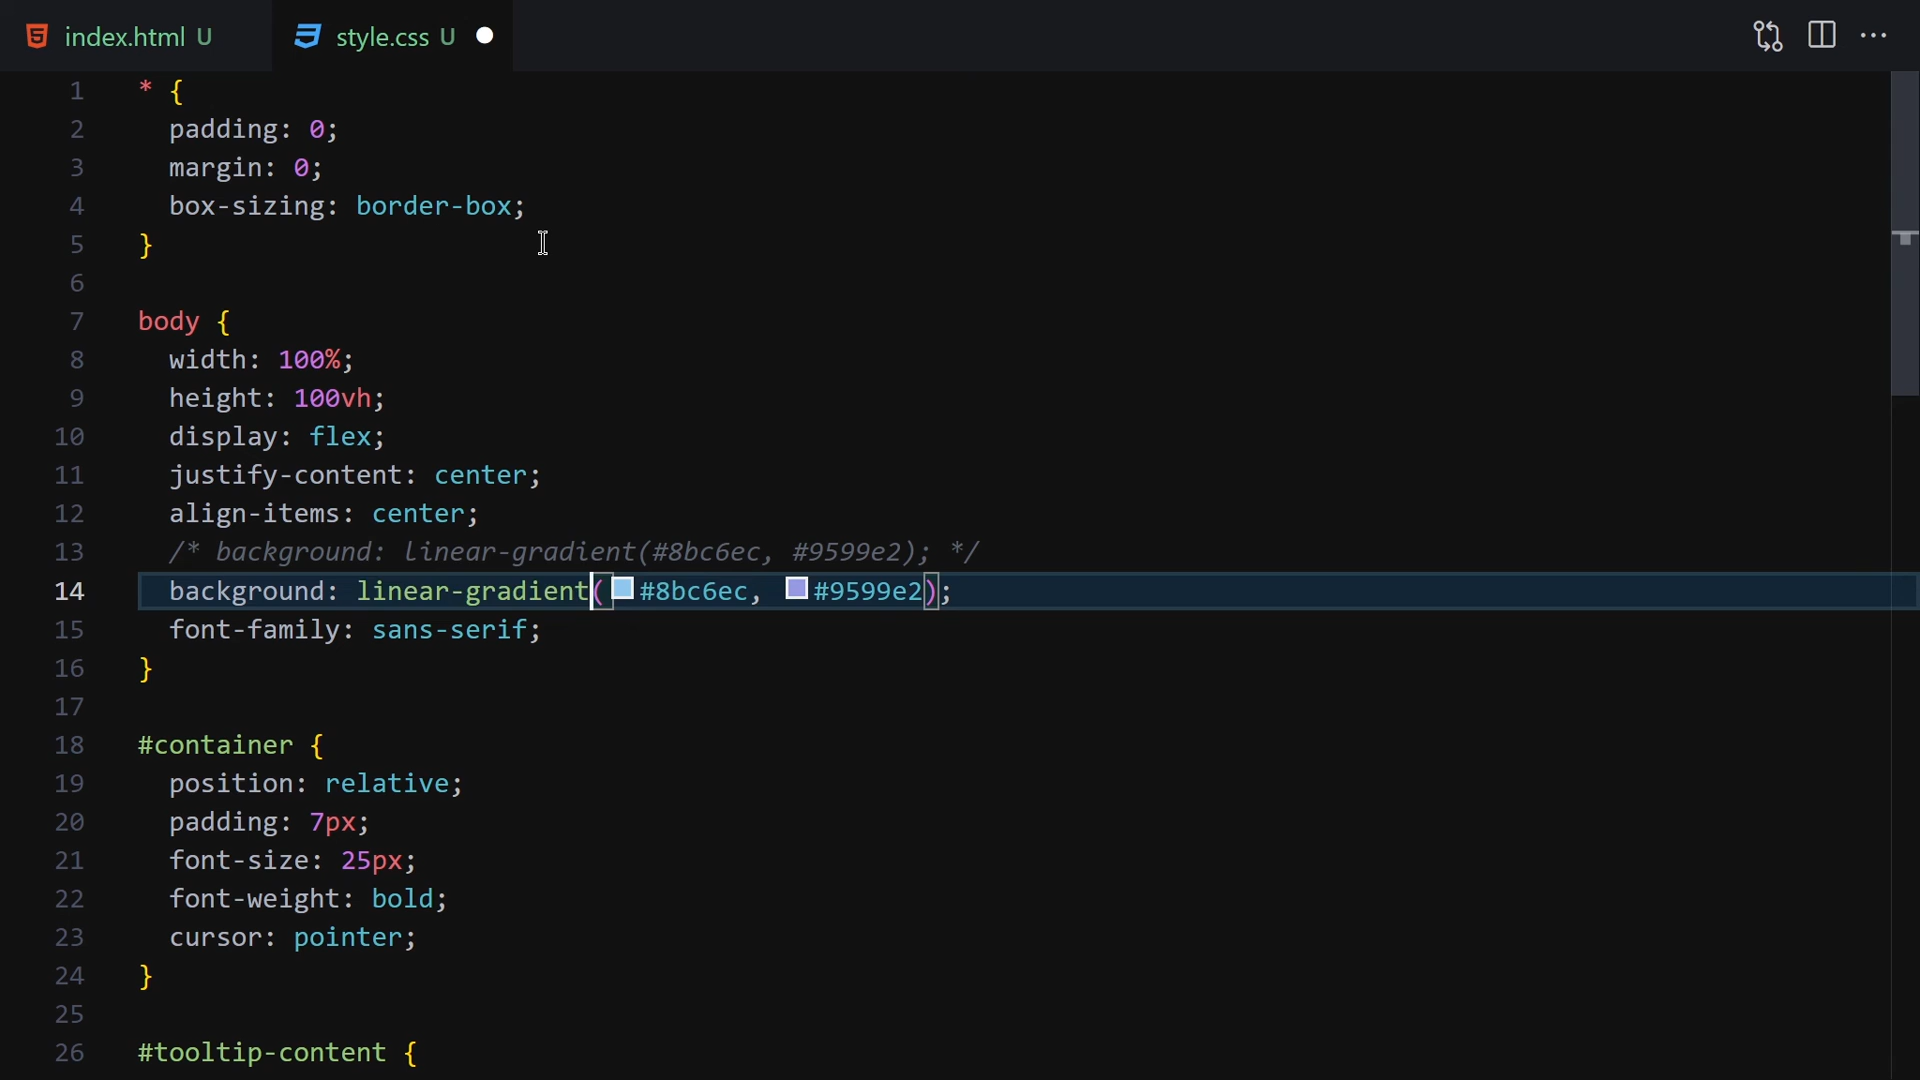 index.html U
style.css U
1 * {
2 padding: 0;
3 margin: 0;
4 box-sizing: border-box;
5 }
6
7 body {
8 width: 100%;
9 height: 100vh;
10 display: flex;
11 justify-content: center;
12 align-items: center;
13 /* background: linear-gradient(#8bc6ec, #9599e2); */
14 background: linear-gradient(#8bc6ec, #9599e2);
15 font-family: sans-serif;
16 }
17
18 #container {
19 position: relative;
20 padding: 7px;
21 font-size: 25px;
22 font-weight: bold;
23 cursor: pointer;
24 }
25
26 #tooltip-content {